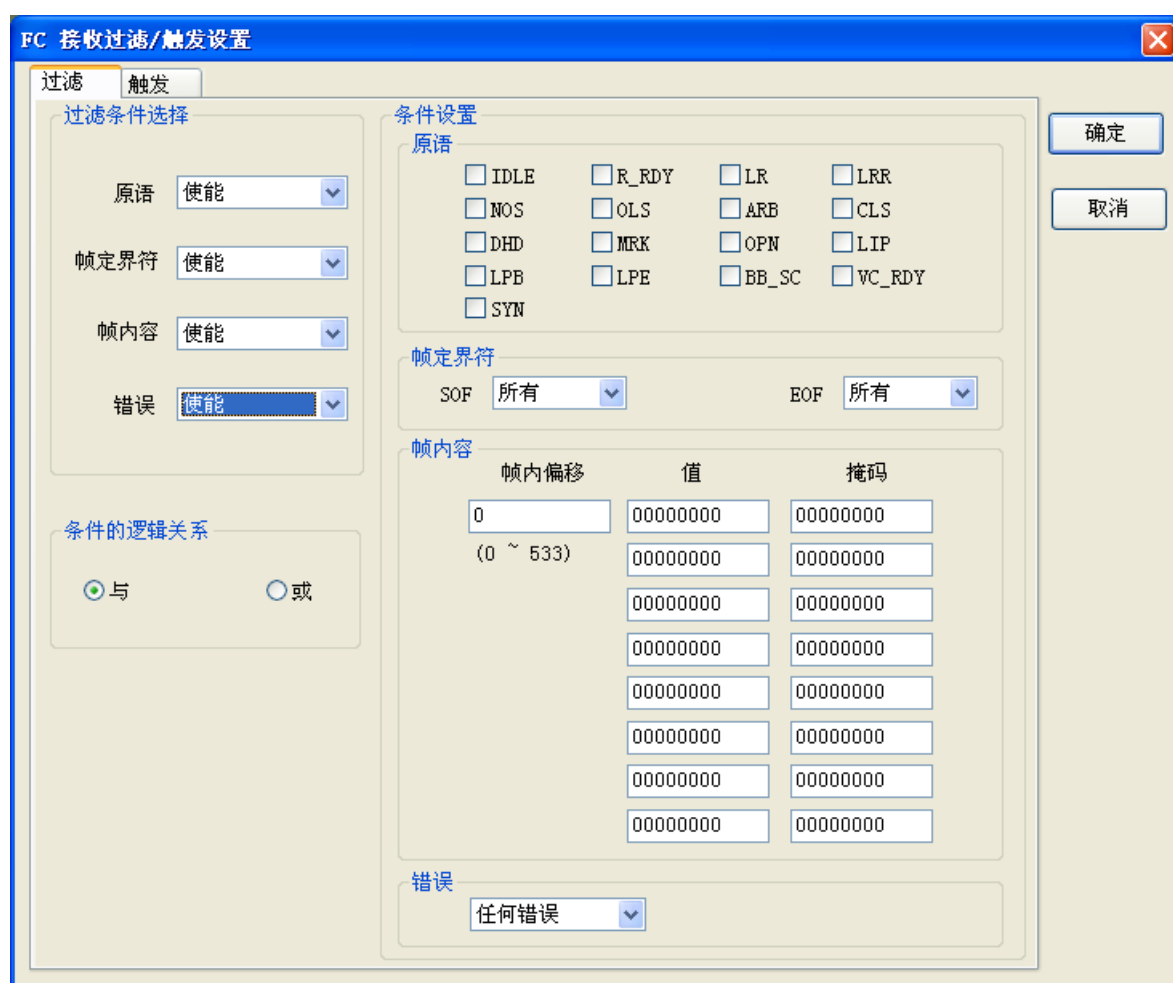 FC 接收过滤/触发设置
过滤 触发
过滤条件选择
原语 使能
帧定界符 使能
帧内容 使能
错误 使能
条件的逻辑关系
与 或
条件设置
原语
IDLE R_RDY LR LRR
NOS OLS ARB CLS
DHD MRK OPN LIP
LPB LPE BB_SC VC_RDY
SYN
帧定界符
SOF 所有 EOF 所有
帧内容
帧内偏移 值 掩码
0 00000000 00000000
(0 ~ 533) 00000000 00000000
00000000 00000000
00000000 00000000
00000000 00000000
00000000 00000000
00000000 00000000
00000000 00000000
错误
任何错误
确定
取消